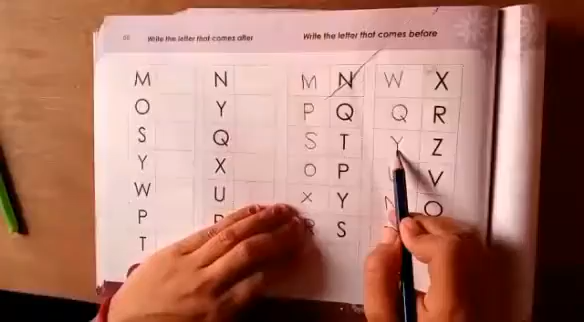 Write the letter that comes after Write the letter that comes before
M N M N W X
O Y P Q Q R
S Q S T Y Z
Y X O P U V
W U X Y N O
P R S
T